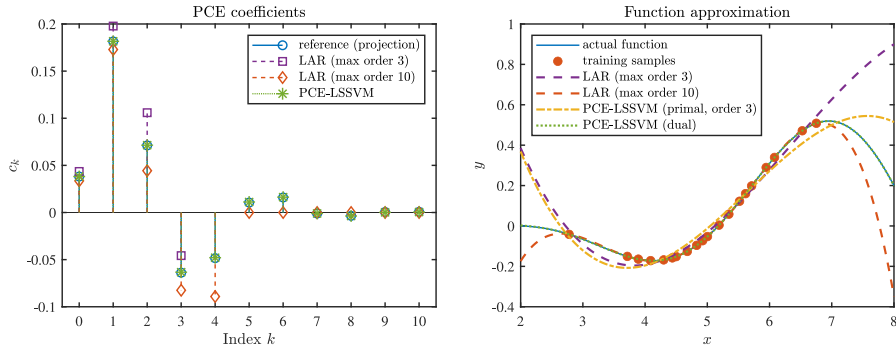 PCE coefficients
0.2
0.15
0.1
0.05
0
-0.05
-0.1
c_k
0 1 2 3 4 5 6 7 8 9 10
Index k
reference (projection)
LAR (max order 3)
LAR (max order 10)
PCE-LSSVM
Function approximation
1
0.8
0.6
0.4
0.2
0
-0.2
-0.4
y
2 3 4 5 6 7 8
x
actual function
training samples
LAR (max order 3)
LAR (max order 10)
PCE-LSSVM (primal, order 3)
PCE-LSSVM (dual)